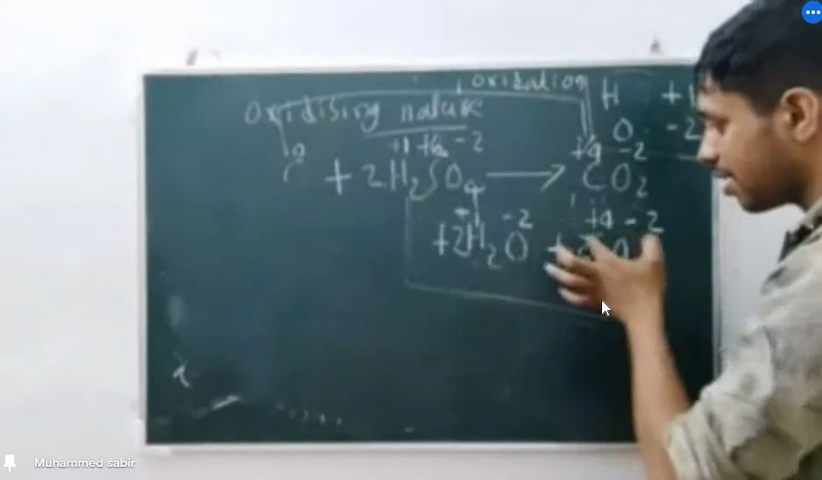 oxidation H +1
oxidising nature O -2
0 +1 +6 -2 +4 -2
C + 2H2SO4 → CO2
+1 -2 +4 -2
+2H2O +
Muhammed sabir